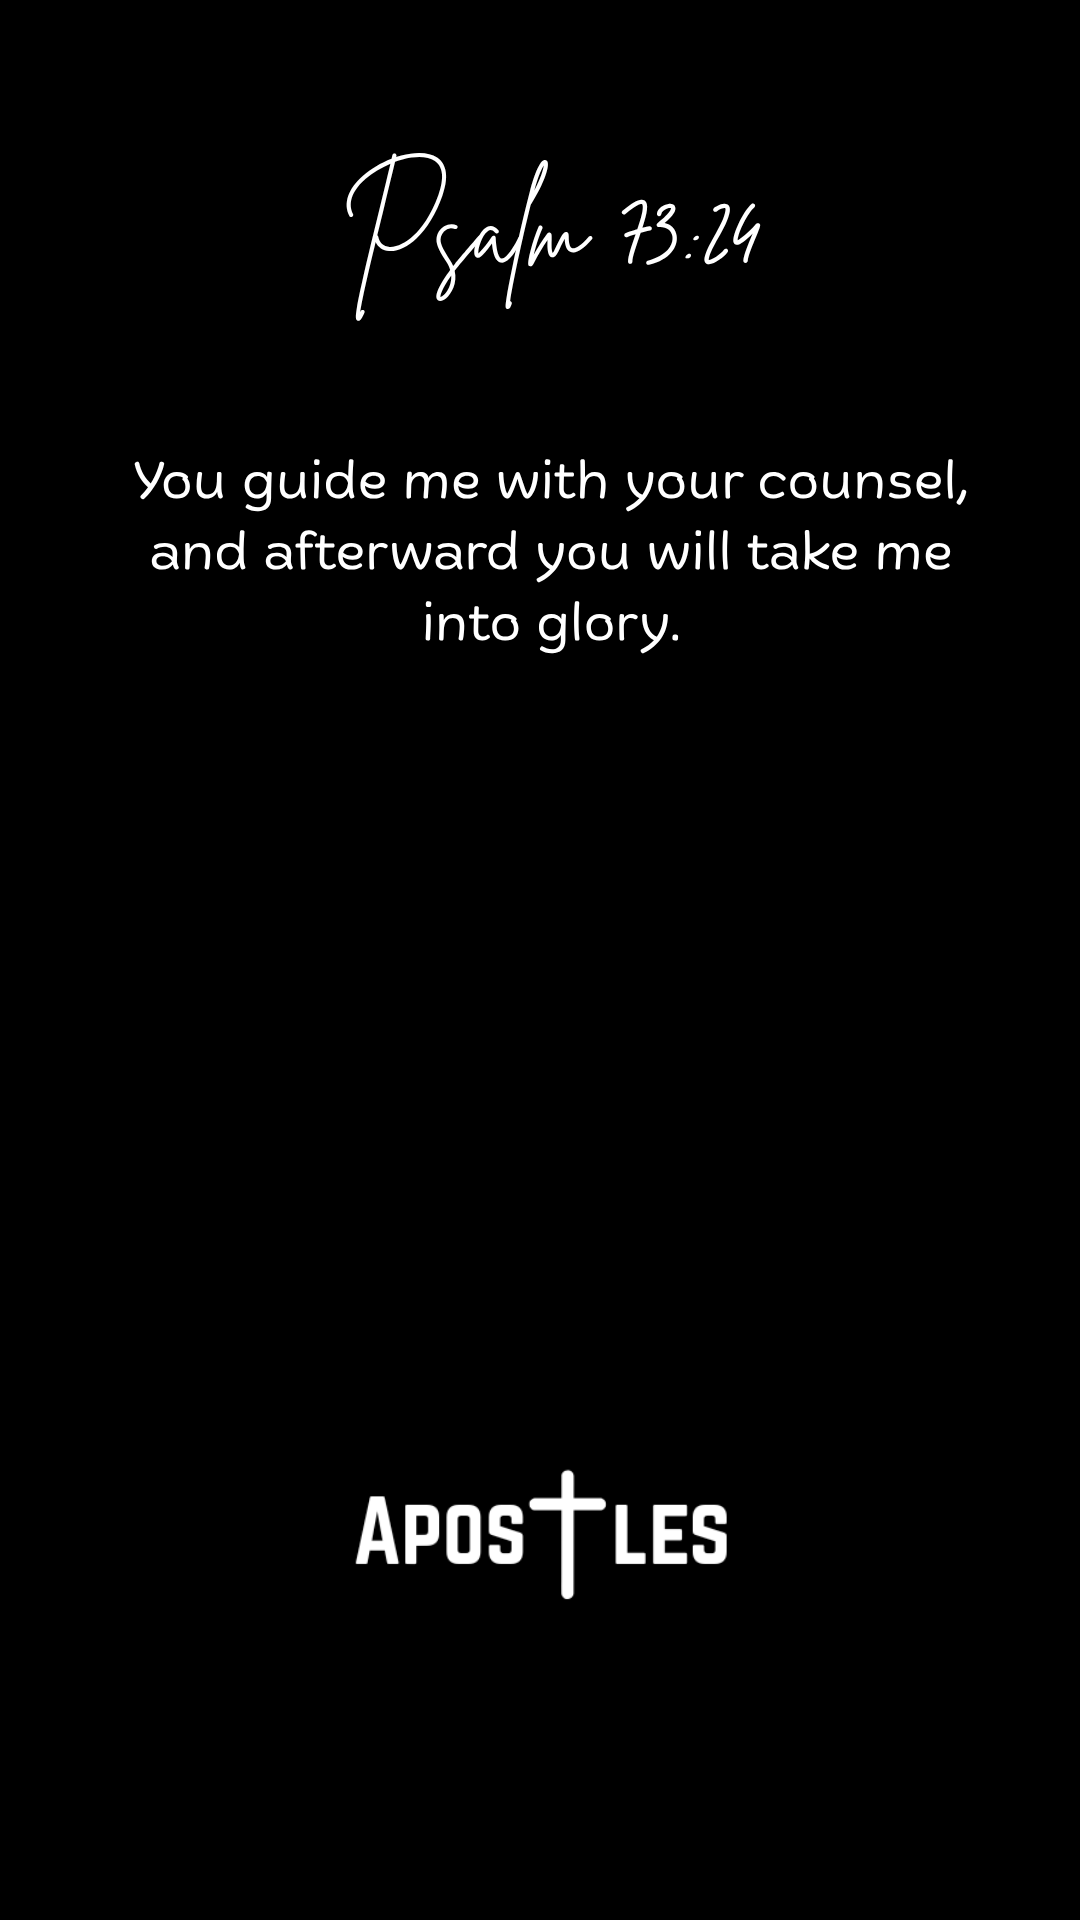 Psalm 73:24
You guide me with your counsel,
and afterward you will take me
into glory.
Apostles